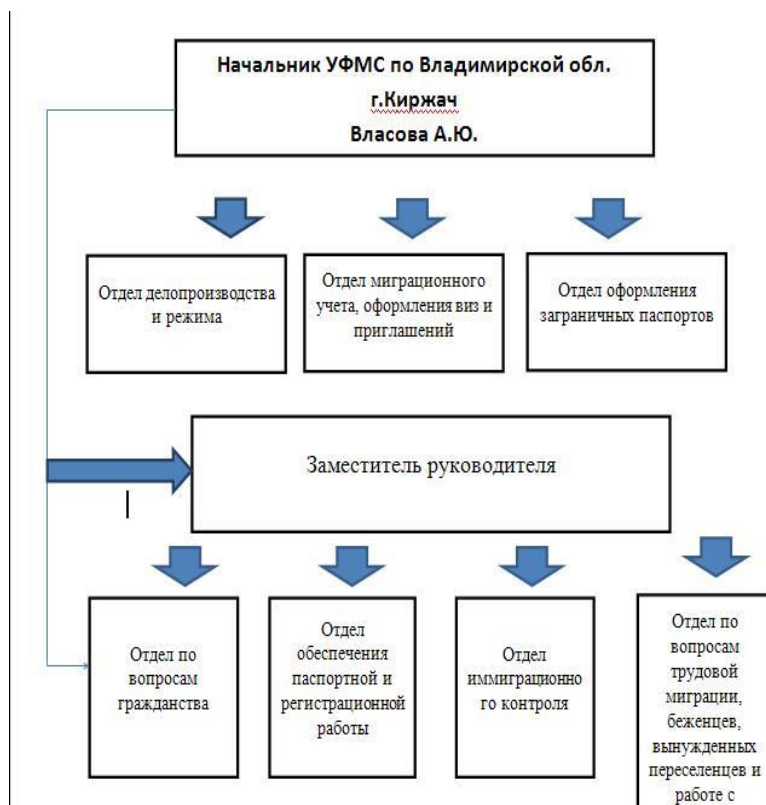 Начальник УФМС по Владимирской обл.
г.Киржач
Власова А.Ю.
Отдел делопроизводства
и режима
Отдел миграционного
учета, оформления виз и
приглашений
Отдел оформления
заграничных паспортов
Заместитель руководителя
Отдел по
вопросам
гражданства
Отдел
обеспечения
паспортной и
регистрационной
работы
Отдел
иммиграционно
го контроля
Отдел по
вопросам
трудовой
миграции,
беженцев,
вынужденных
переселенцев и
работе с